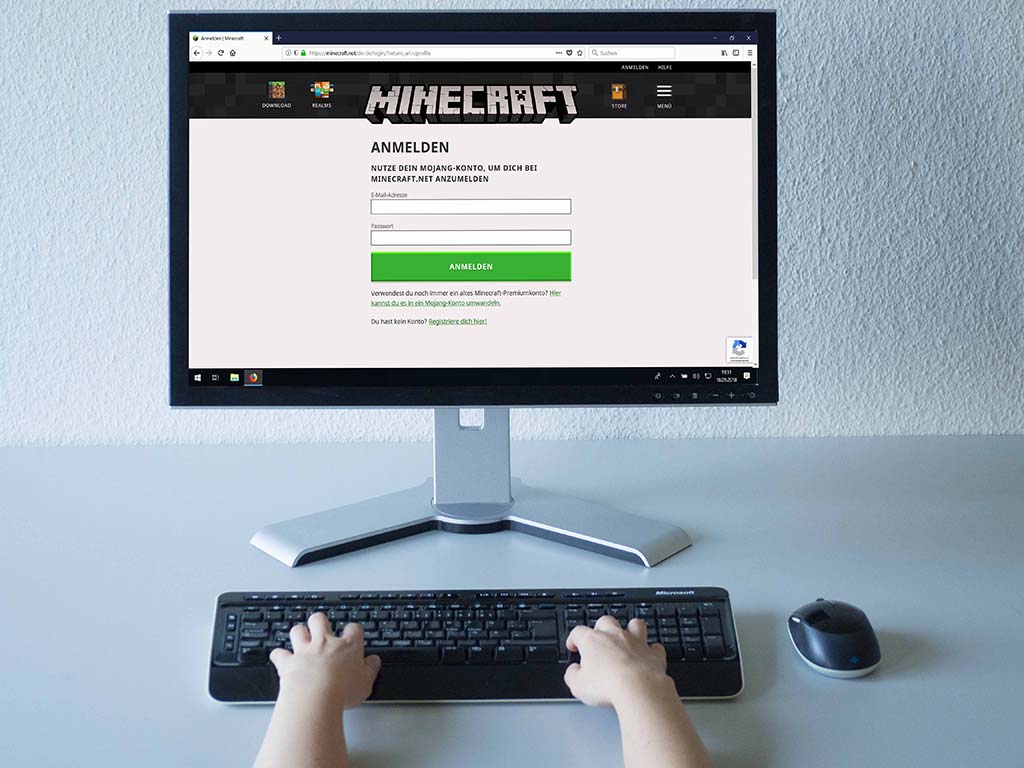 Anmelden | Minecraft
https://minecraft.net/de-de/login/?return_url=/profile
Suchen
ANMELDEN HILFE
DOWNLOAD REALMS MINECRAFT STORE MENÜ
ANMELDEN
NUTZE DEIN MOJANG-KONTO, UM DICH BEI
MINECRAFT.NET ANZUMELDEN
E-Mail-Adresse
Passwort
ANMELDEN
Verwendest du noch immer ein altes Minecraft-Premiumkonto? Hier
kannst du es in ein Mojang-Konto umwandeln.
Du hast kein Konto? Registriere dich hier!
19:31
18.09.2018
Microsoft